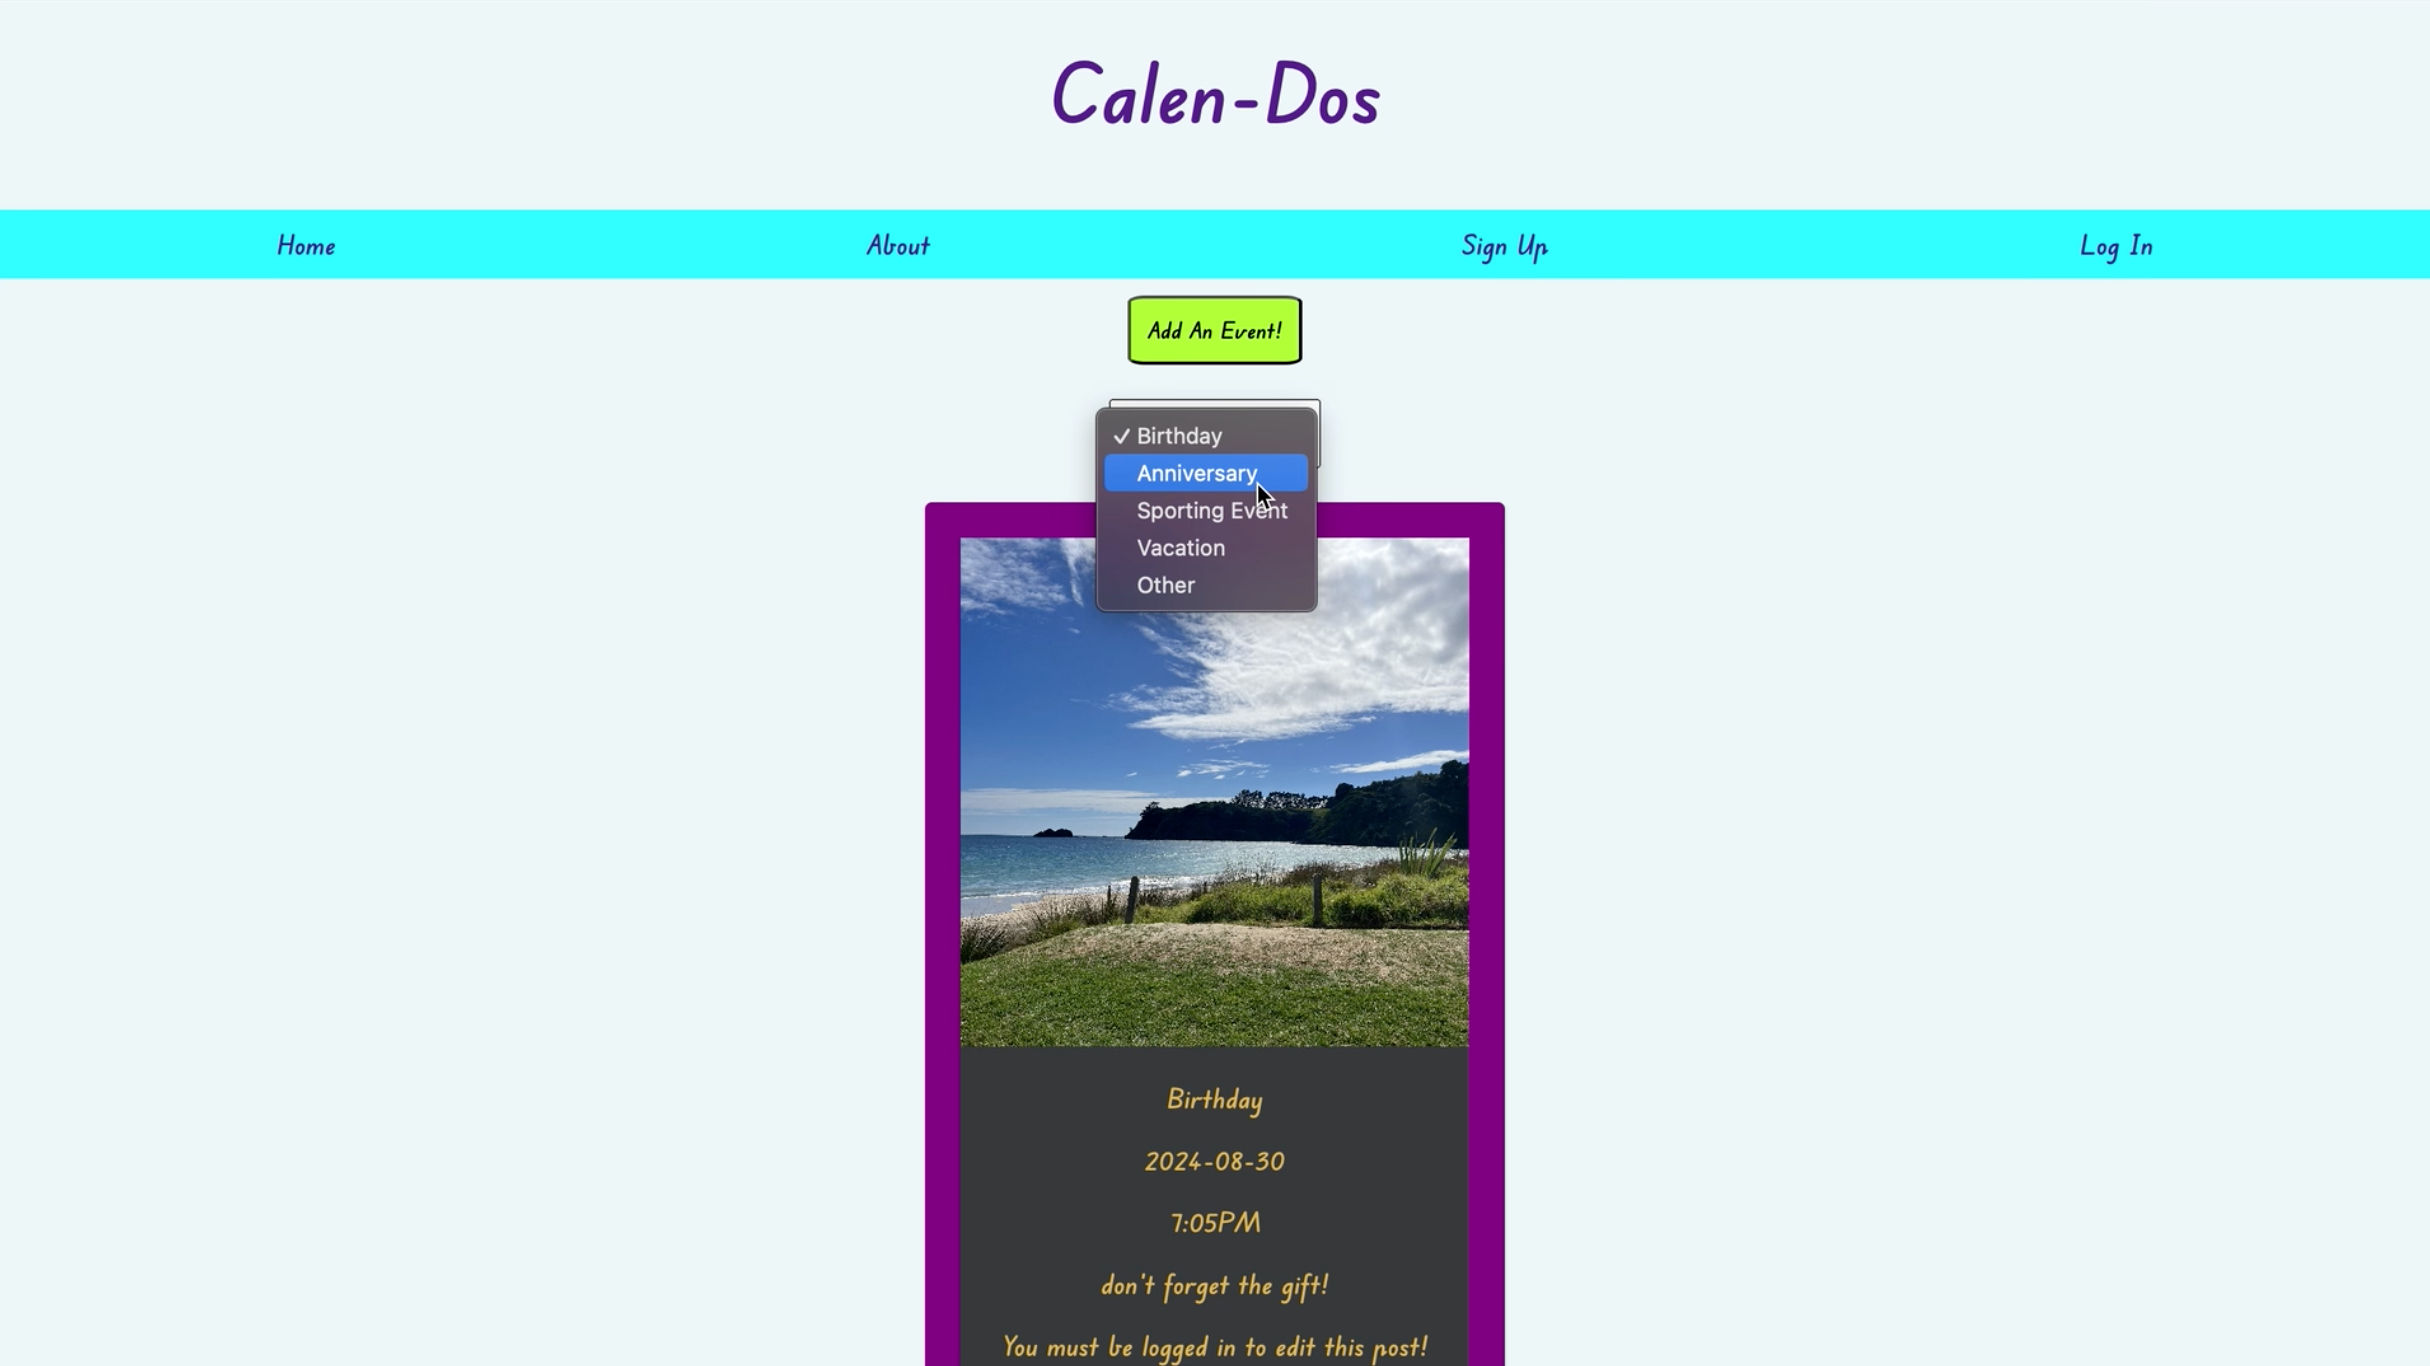 Calen-Dos
Home About Sign Up Log In
Add An Event!
✓ Birthday
Anniversary
Sporting Event
Vacation
Other
Birthday
2024-08-30
7:05PM
don't forget the gift!
You must be logged in to edit this post!